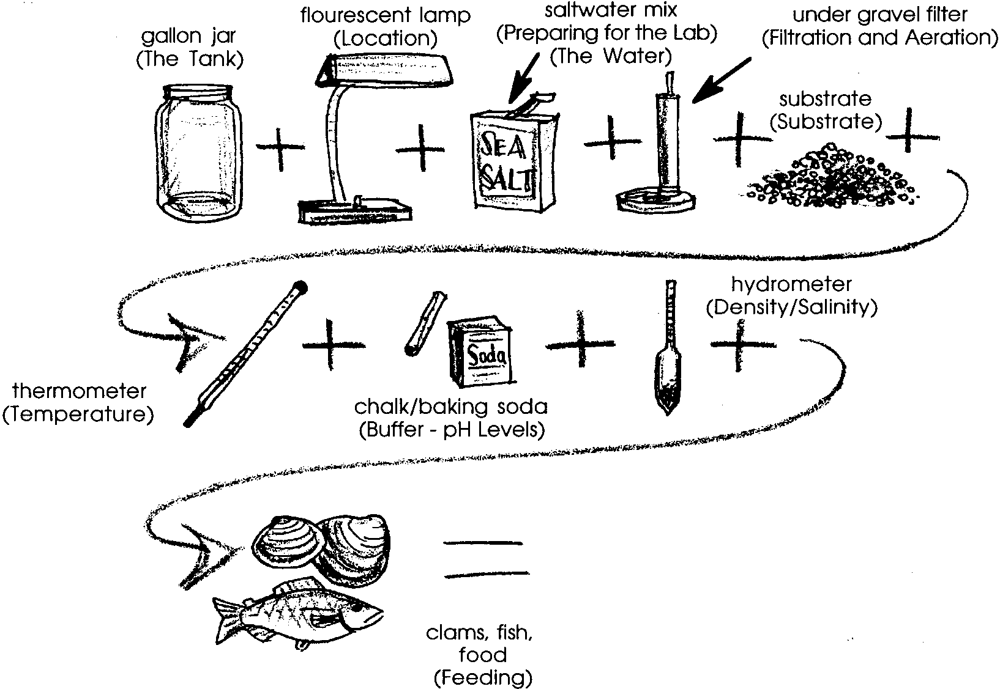 gallon jar
(The Tank)
flourescent lamp
(Location)
saltwater mix
(Preparing for the Lab)
(The Water)
under gravel filter
(Filtration and Aeration)
substrate
(Substrate)
SEA
SALT
thermometer
(Temperature)
Soda
chalk/baking soda
(Buffer - pH Levels)
hydrometer
(Density/Salinity)
clams, fish,
food
(Feeding)